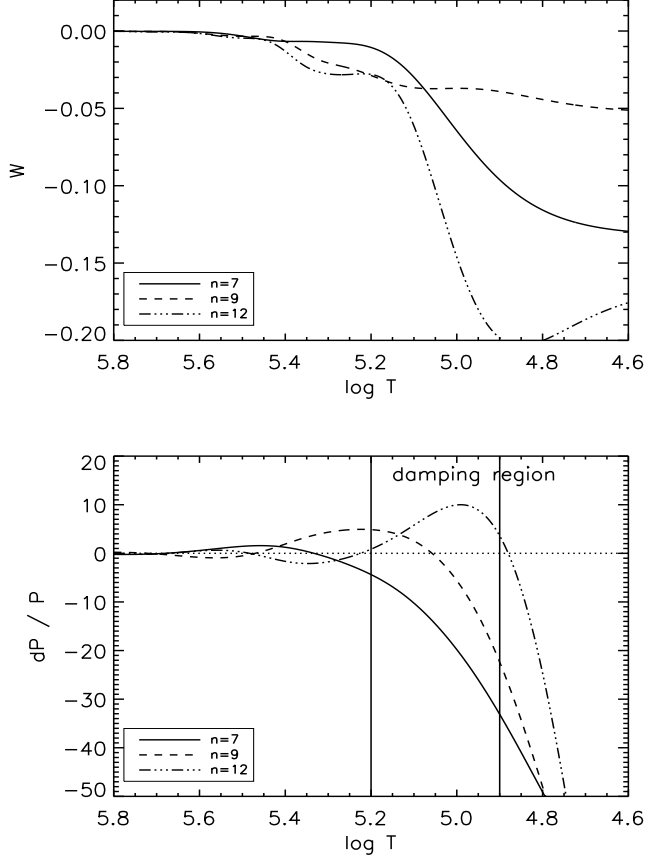 0.00
−0.05
−0.10
−0.15
−0.20
W
n=7
n=9
n=12
5.8 5.6 5.4 5.2 5.0 4.8 4.6
log T
20
10
0
−10
−20
−30
−40
−50
dP / P
damping region
n=7
n=9
n=12
5.8 5.6 5.4 5.2 5.0 4.8 4.6
log T